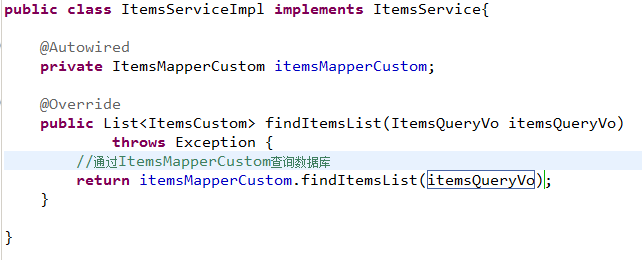 public class ItemsServiceImpl implements ItemsService{
@Autowired
private ItemsMapperCustom itemsMapperCustom;
@Override
public List<ItemsCustom> findItemsList(ItemsQueryVo itemsQueryVo)
throws Exception {
//通过ItemsMapperCustom查询数据库
return itemsMapperCustom.findItemsList(itemsQueryVo);
}
}